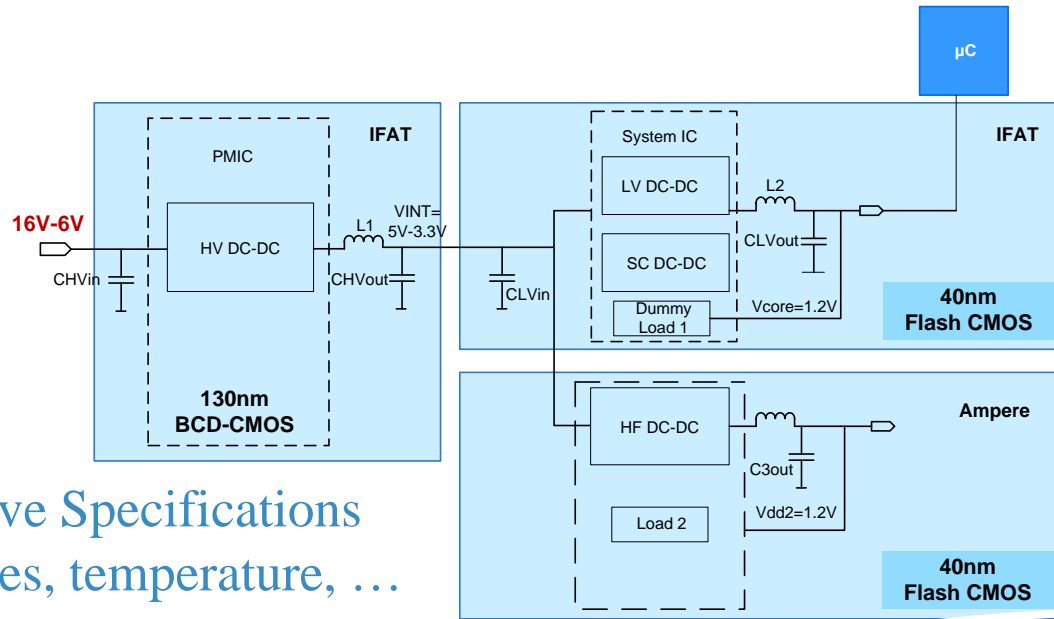 µC
IFAT
PMIC
16V-6V
CHVin
HV DC-DC
L1
VINT=
5V-3.3V
CHVout
130nm
BCD-CMOS
IFAT
System IC
LV DC-DC
L2
CLVin
SC DC-DC
CLVout
Dummy
Load 1
Vcore=1.2V
40nm
Flash CMOS
Ampere
HF DC-DC
C3out
Load 2
Vdd2=1.2V
40nm
Flash CMOS
ve Specifications
es, temperature, …